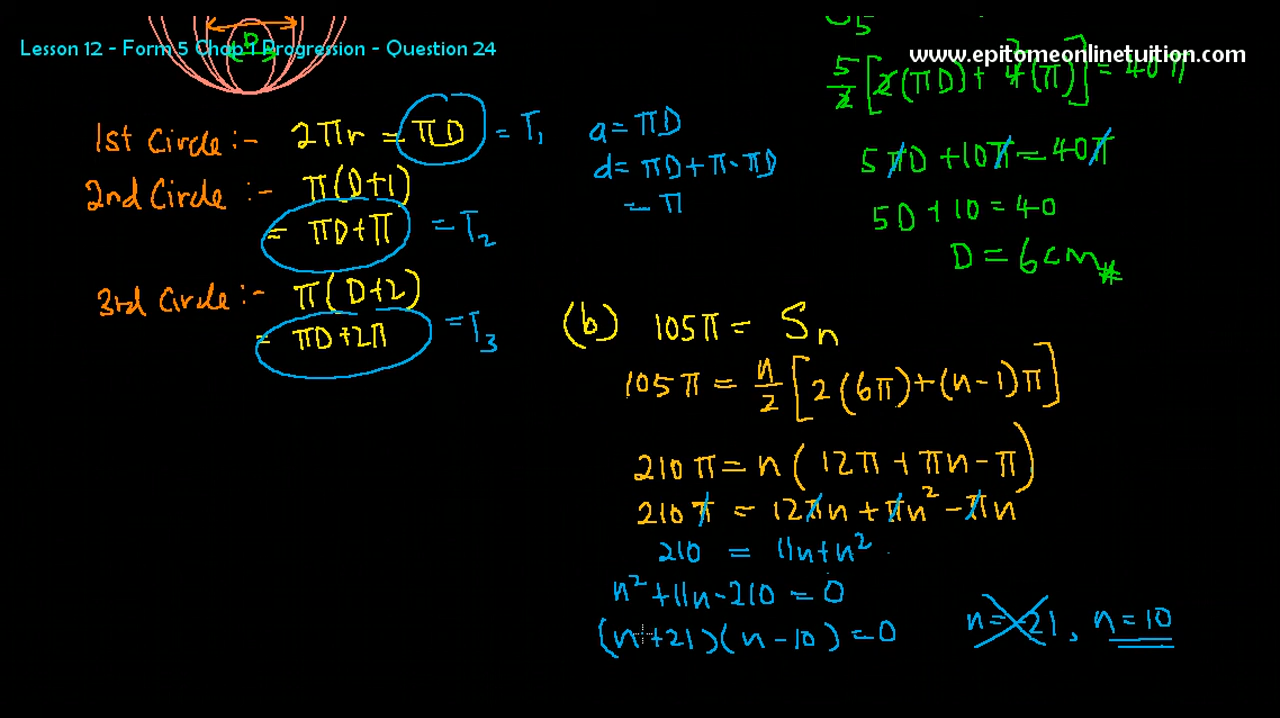 Lesson 12 - Form 5 Chap 1 Progression - Question 24
www.epitomeonlinetuition.com
D
1st Circle :- 2πr = πD = T₁
2nd Circle :- π(D+1)
= πD+π = T₂
3rd Circle :- π(D+2)
= πD+2π = T₃
a = πD
d = πD+π-πD
= π
5/2[2(πD)+4(π)] = 40π
5πD+10π = 40π
5D+10 = 40
D = 6cm
(b) 105π = Sn
105π = n/2[2(6π)+(n-1)π]
210π = n(12π+πn-π)
210π = 12πn+πn²-πn
210 = 11n+n²
n²+11n-210 = 0
(n+21)(n-10) = 0
n = -21, n = 10